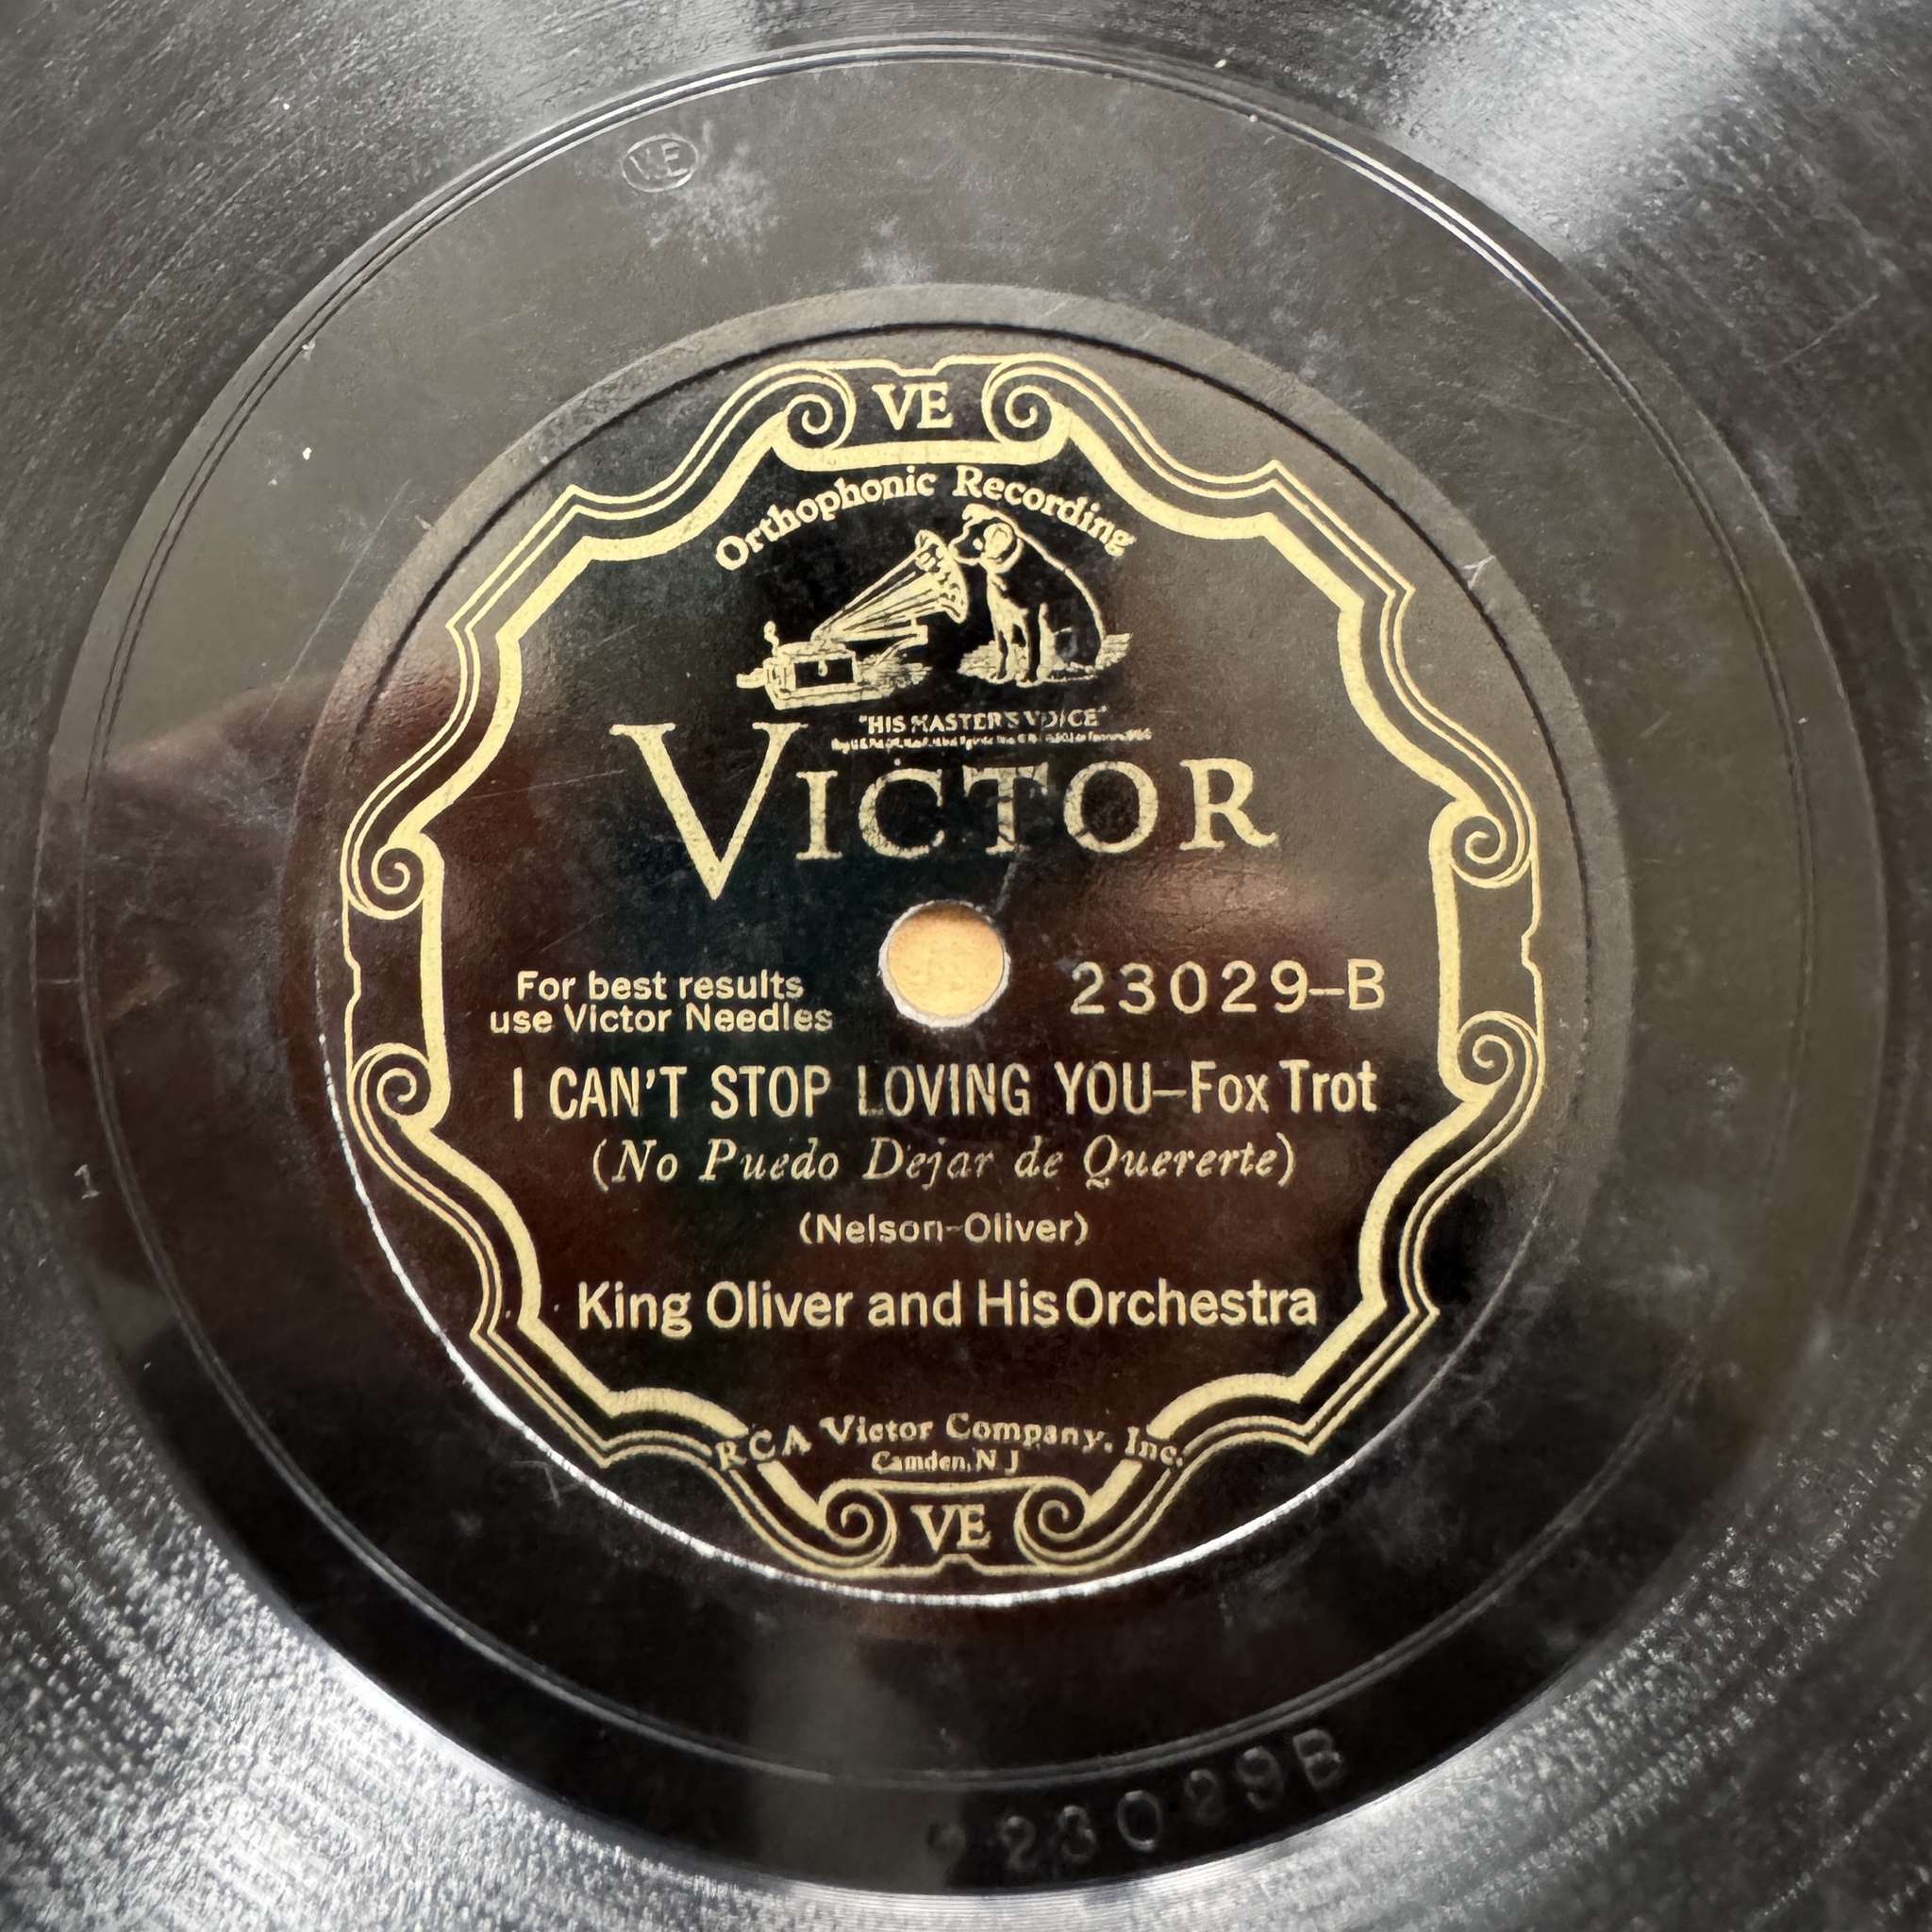 VE
VE
Orthophonic Recording
"HIS MASTER'S VOICE"
VICTOR
For best results
use Victor Needles
23029-B
I CAN'T STOP LOVING YOU-Fox Trot
(No Puedo Dejar de Quererte)
1
(Nelson-Oliver)
King Oliver and His Orchestra
RCA Victor Company, Inc.
Camden, N J
VE
23029B